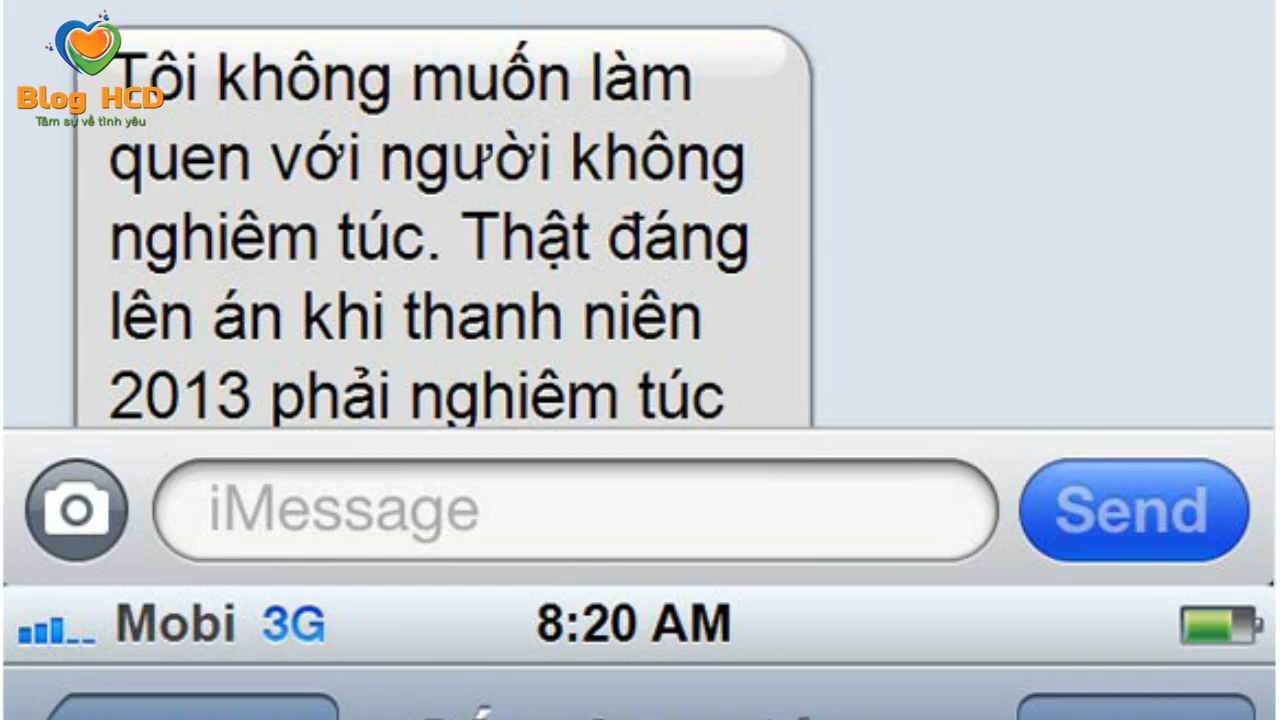 Blog HCD
Tâm sự về tình yêu
Tôi không muốn làm
quen với người không
nghiêm túc. Thật đáng
lên án khi thanh niên
2013 phải nghiêm túc
iMessage
Send
Mobi 3G 8:20 AM